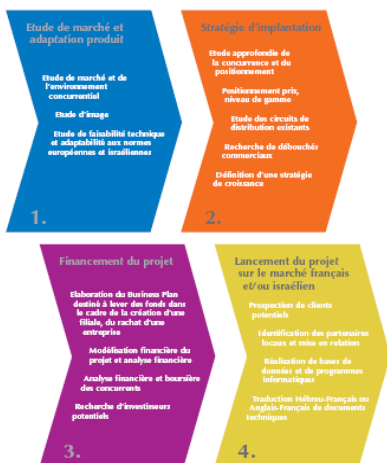 Etude de marché et
adaptation produit
Etude de marché et de
l'environnement
concurrentiel
Etude d'image
Etude de faisabilité technique
et adaptabilité aux normes
européennes et israéliennes
1.
Stratégie d'implantation
Etude approfondie de
la concurrence et du
positionnement
Positionnement prix,
niveau de gamme
Etude des circuits de
distribution existants
Recherche de débouchés
commerciaux
Définition d'une stratégie
de croissance
2.
Financement du projet
Elaboration du Business Plan
destiné à lever des fonds dans
le cadre de la création d'une
filiale, du rachat d'une
entreprise
Modélisation financière du
projet et analyse financière
Analyse financière et boursière
des concurrents
Recherche d'investisseurs
potentiels
3.
Lancement du projet
sur le marché français
et/ou israélien
Prospection de clients
potentiels
Identification des partenaires
locaux et mise en relation
Réalisation de bases de
données et de programmes
informatiques
Traduction Hébreu-Français ou
Anglais-Français de documents
techniques
4.